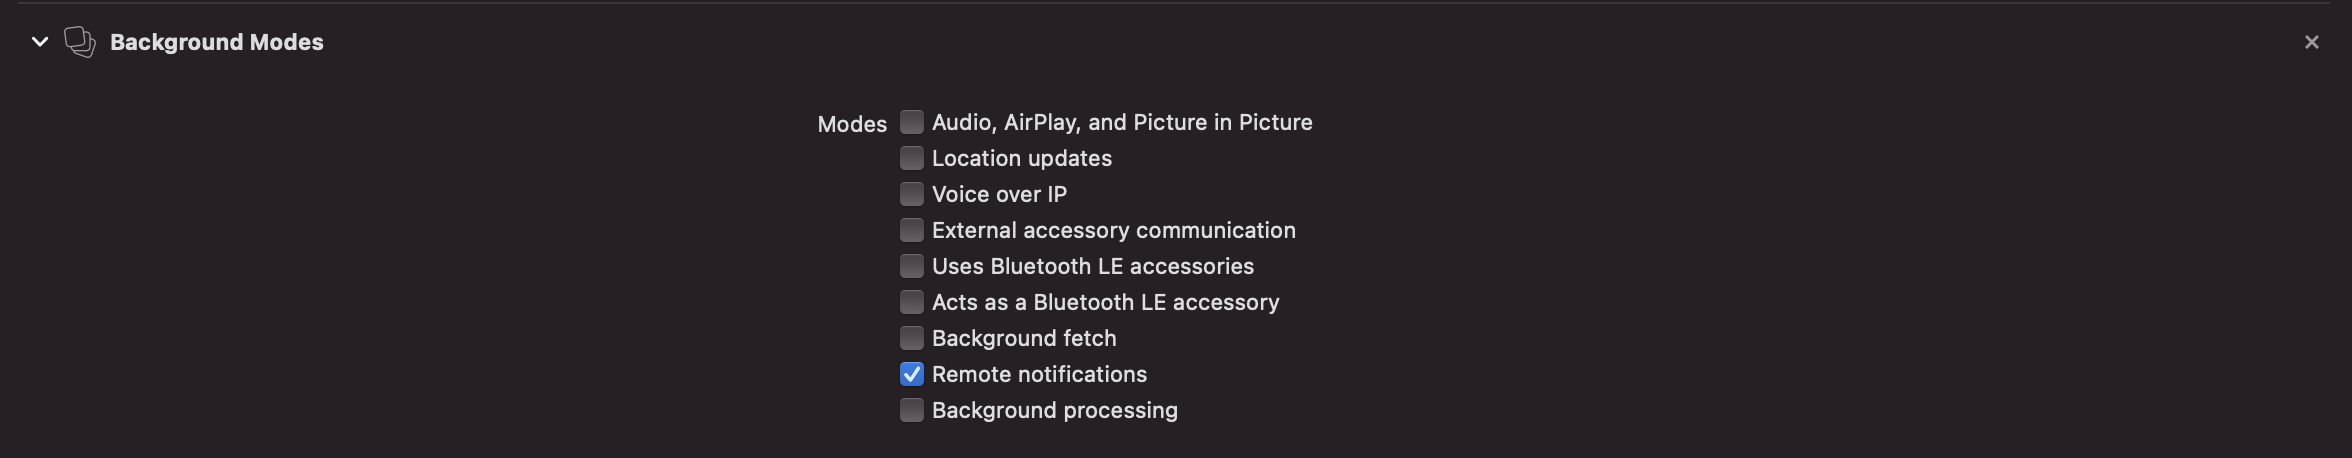 Background Modes
Modes Audio, AirPlay, and Picture in Picture
Location updates
Voice over IP
External accessory communication
Uses Bluetooth LE accessories
Acts as a Bluetooth LE accessory
Background fetch
Remote notifications
Background processing